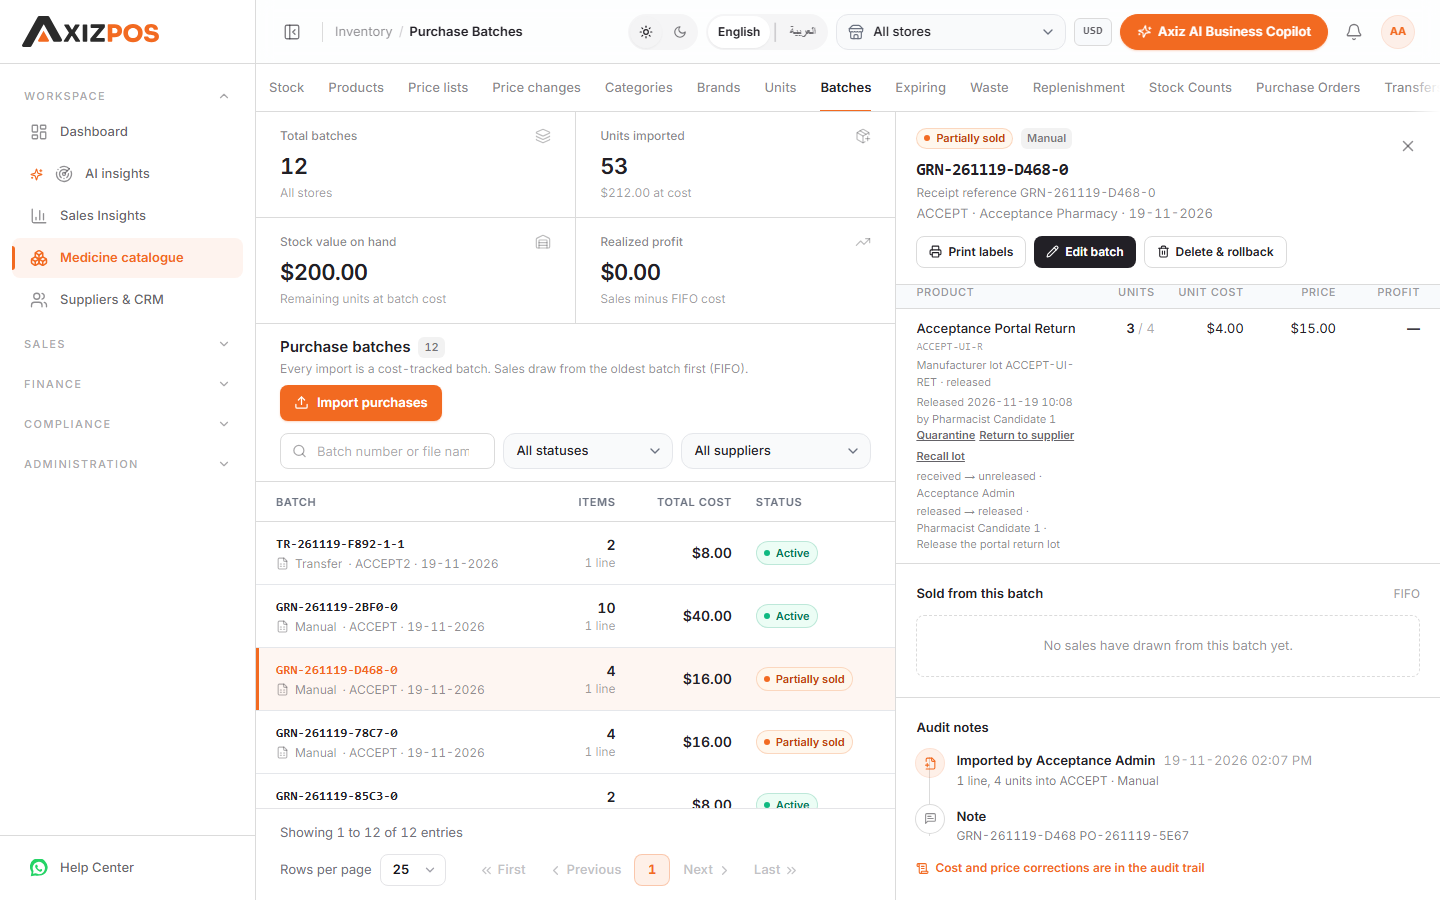 AXIZPOS
WORKSPACE
Dashboard
AI insights
Sales Insights
Medicine catalogue
Suppliers & CRM
SALES
FINANCE
COMPLIANCE
ADMINISTRATION
Help Center
Inventory / Purchase Batches
English
العربية
All stores
USD
Axiz AI Business Copilot
AA
Stock Products Price lists Price changes Categories Brands Units Batches Expiring Waste Replenishment Stock Counts Purchase Orders Transfer
Total batches
12
All stores
Units imported
53
$212.00 at cost
Stock value on hand
$200.00
Remaining units at batch cost
Realized profit
$0.00
Sales minus FIFO cost
Purchase batches 12
Every import is a cost-tracked batch. Sales draw from the oldest batch first (FIFO).
Import purchases
Batch number or file nam
All statuses
All suppliers
BATCH ITEMS TOTAL COST STATUS
TR-261119-F892-1-1 2 $8.00 Active
Transfer · ACCEPT2 · 19-11-2026 1 line
GRN-261119-2BF0-0 10 $40.00 Active
Manual · ACCEPT · 19-11-2026 1 line
GRN-261119-D468-0 4 $16.00 Partially sold
Manual · ACCEPT · 19-11-2026 1 line
GRN-261119-78C7-0 4 $16.00 Partially sold
Manual · ACCEPT · 19-11-2026 1 line
GRN-261119-85C3-0 2 $8.00 Active
Showing 1 to 12 of 12 entries
Rows per page 25 First Previous 1 Next Last
Partially sold Manual
GRN-261119-D468-0
Receipt reference GRN-261119-D468-0
ACCEPT · Acceptance Pharmacy · 19-11-2026
Print labels Edit batch Delete & rollback
PRODUCT UNITS UNIT COST PRICE PROFIT
Acceptance Portal Return 3 / 4 $4.00 $15.00 —
ACCEPT-UI-R
Manufacturer lot ACCEPT-UI-
RET · released
Released 2026-11-19 10:08
by Pharmacist Candidate 1
Quarantine Return to supplier
Recall lot
received → unreleased ·
Acceptance Admin
released → released ·
Pharmacist Candidate 1 ·
Release the portal return lot
Sold from this batch FIFO
No sales have drawn from this batch yet.
Audit notes
Imported by Acceptance Admin 19-11-2026 02:07 PM
1 line, 4 units into ACCEPT · Manual
Note
GRN-261119-D468 PO-261119-5E67
Cost and price corrections are in the audit trail